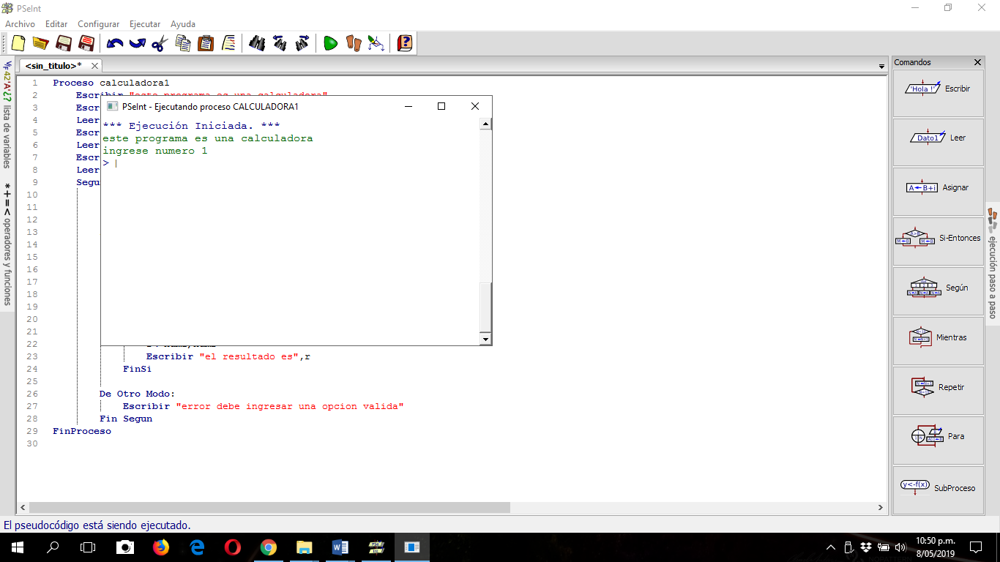 PSeInt
Archivo Editar Configurar Ejecutar Ayuda
<sin_titulo>*
lista de variables
operadores y funciones
1 Proceso calculadora1
2 Escribir "este programa es una calculadora"
3 Escr
4 Leer
5 Escr
6 Leer
7 Escr
8 Leer
9 Segu
10
11
12
13
14
15
16
17
18
19
20
21
22
23 Escribir "el resultado es",r
24 FinSi
25
26 De Otro Modo:
27 Escribir "error debe ingresar una opcion valida"
28 Fin Segun
29 FinProceso
30
PSeInt - Ejecutando proceso CALCULADORA1
*** Ejecución Iniciada. ***
este programa es una calculadora
ingrese numero 1
>
Comandos
'Hola !' Escribir
Dato1 Leer
A←B+i Asignar
Si-Entonces
Según
Mientras
Repetir
Para
y<-f(x) SubProceso
ejecución paso a paso
El pseudocódigo está siendo ejecutado.
10:50 p.m.
8/05/2019